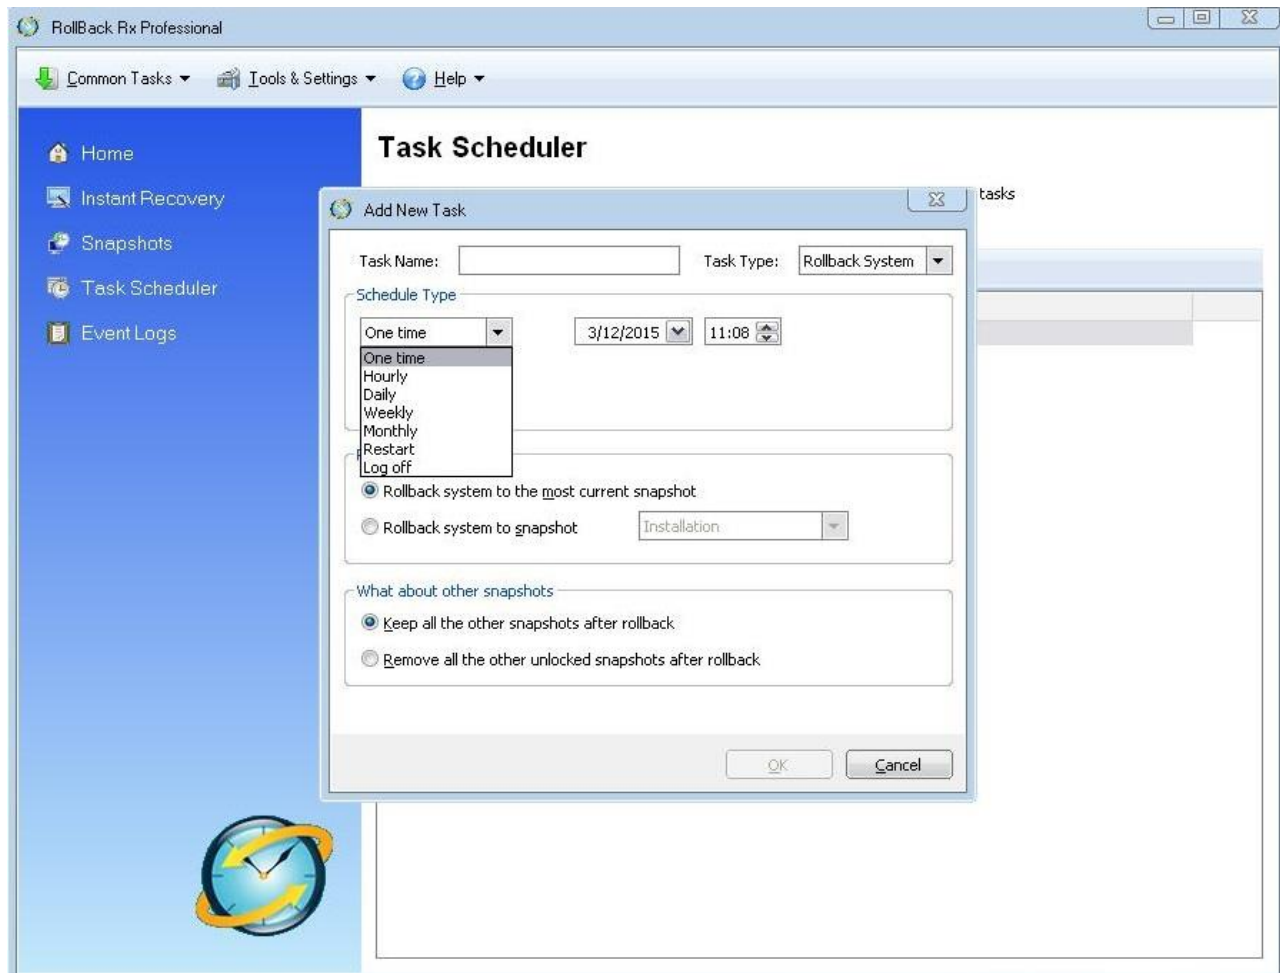 RollBack Rx Professional
Common Tasks Tools & Settings Help
Home
Instant Recovery
Snapshots
Task Scheduler
Event Logs
Task Scheduler
tasks
Add New Task
Task Name: Task Type: Rollback System
Schedule Type
One time 3/12/2015 11:08
One time
Hourly
Daily
Weekly
Monthly
Restart
Log off
Rollback system to the most current snapshot
Rollback system to snapshot Installation
What about other snapshots
Keep all the other snapshots after rollback
Remove all the other unlocked snapshots after rollback
OK Cancel